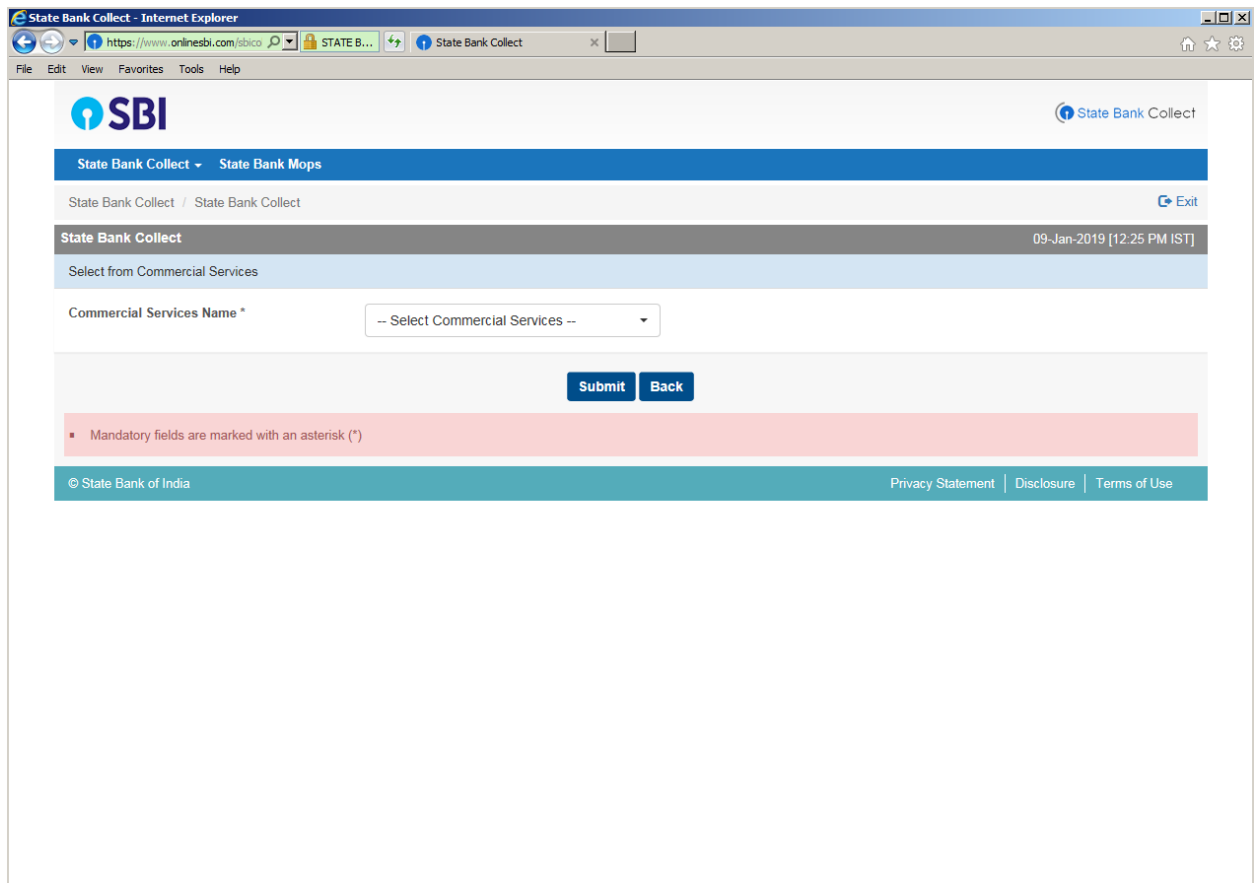 State Bank Collect - Internet Explorer
https://www.onlinesbi.com/sbico STATE B... State Bank Collect
File Edit View Favorites Tools Help
SBI State Bank Collect
State Bank Collect State Bank Mops
State Bank Collect / State Bank Collect Exit
State Bank Collect 09-Jan-2019 [12:25 PM IST]
Select from Commercial Services
Commercial Services Name * -- Select Commercial Services --
Submit Back
Mandatory fields are marked with an asterisk (*)
© State Bank of India Privacy Statement Disclosure Terms of Use